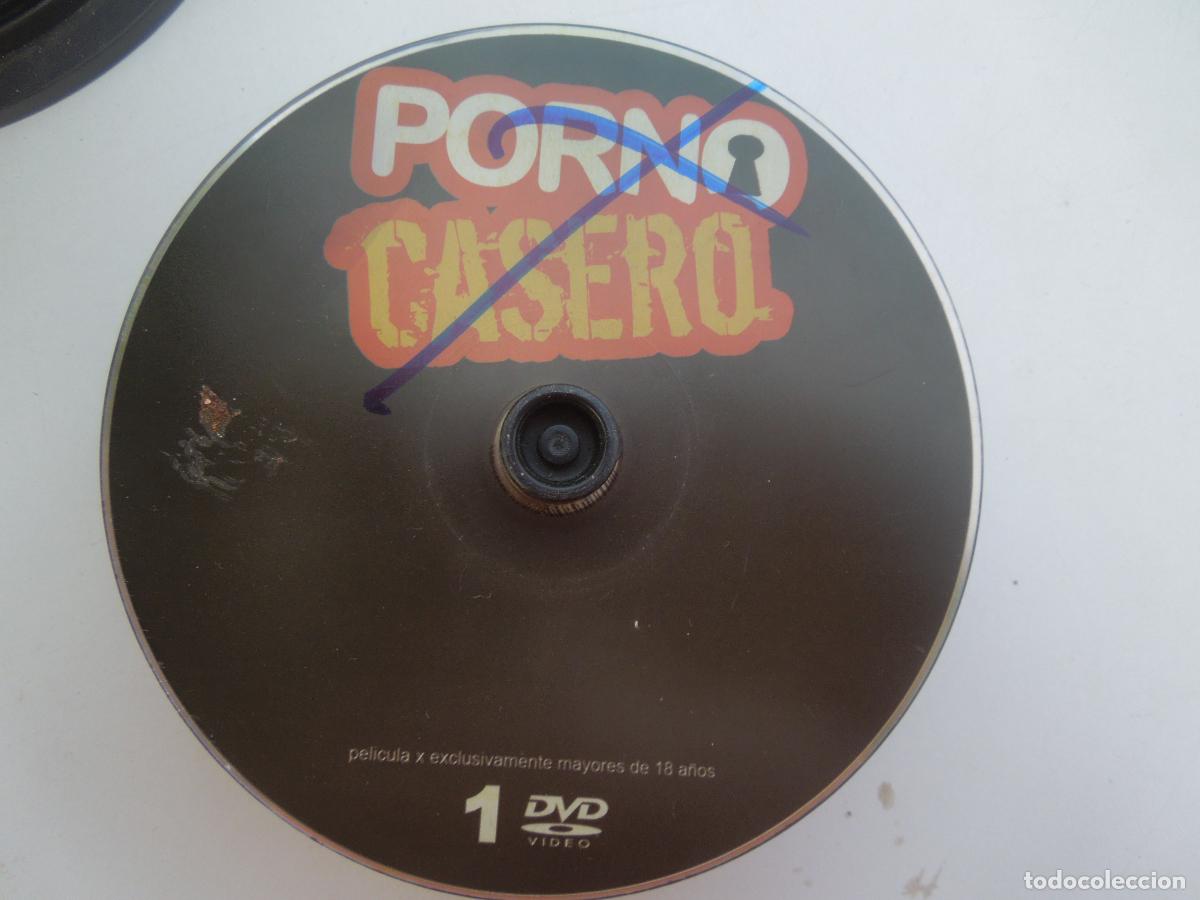 PORNO
CASERO
pelicula x exclusivamente mayores de 18 años
1 DVD
VIDEO
todocoleccion